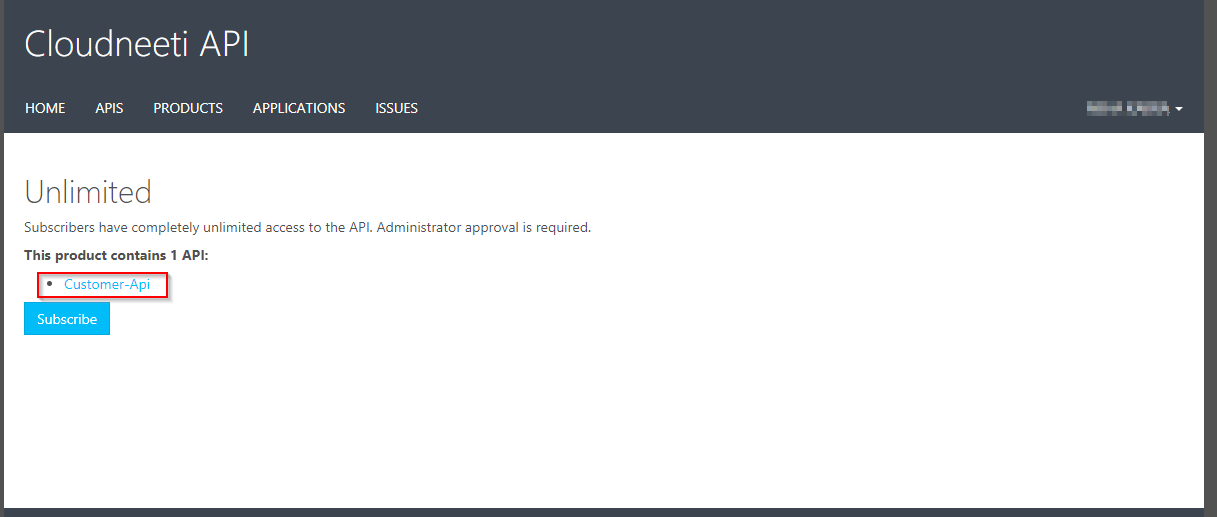 Cloudneeti API
HOME APIS PRODUCTS APPLICATIONS ISSUES
Unlimited
Subscribers have completely unlimited access to the API. Administrator approval is required.
This product contains 1 API:
• Customer-Api
Subscribe